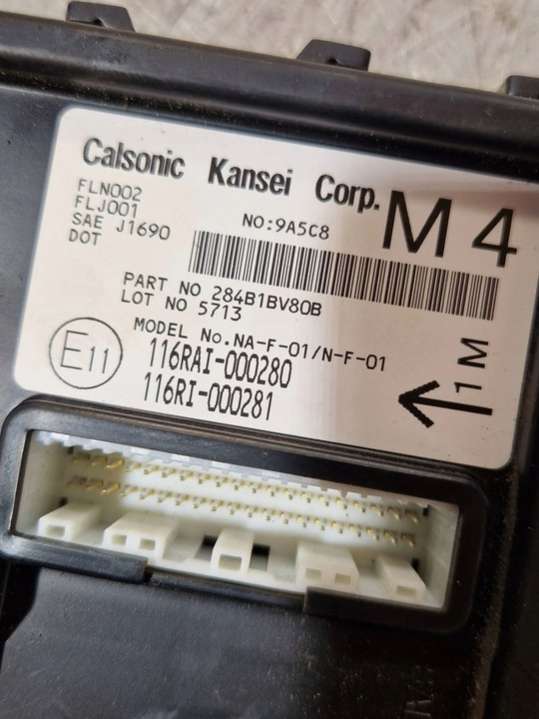 Calsonic Kansei Corp.
FLN002
FLJ001
SAE J1690
DOT
NO:9A5C8
M4
PART NO 284B1BV80B
LOT NO 5713
MODEL No.NA-F-01/N-F-01
E11
116RAI-000280
116RI-000281
1M